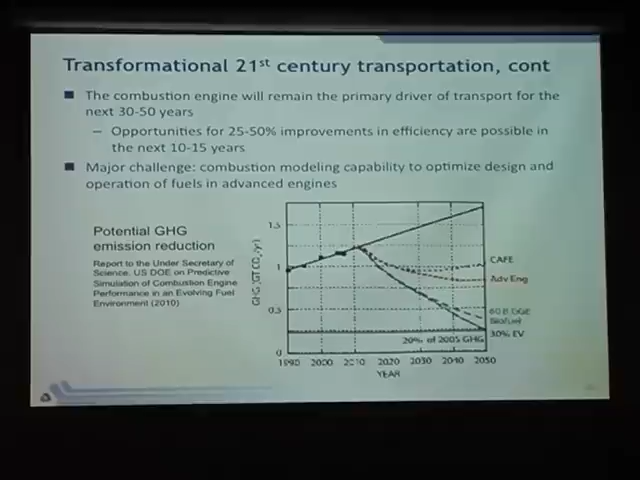 Transformational 21st century transportation, cont
The combustion engine will remain the primary driver of transport for the
next 30-50 years
– Opportunities for 25-50% improvements in efficiency are possible in
the next 10-15 years
Major challenge: combustion modeling capability to optimize design and
operation of fuels in advanced engines
Potential GHG
emission reduction
Report to the Under Secretary of
Science, US DOE on Predictive
Simulation of Combustion Engine
Performance in an Evolving Fuel
Environment (2010)
GHG (GT CO2/yr)
1.5
1
0.5
0
CAFE
Adv Eng
60 B DGE
Biofuel
30% EV
20% of 2005 GHG
1990 2000 2010 2020 2030 2040 2050
YEAR